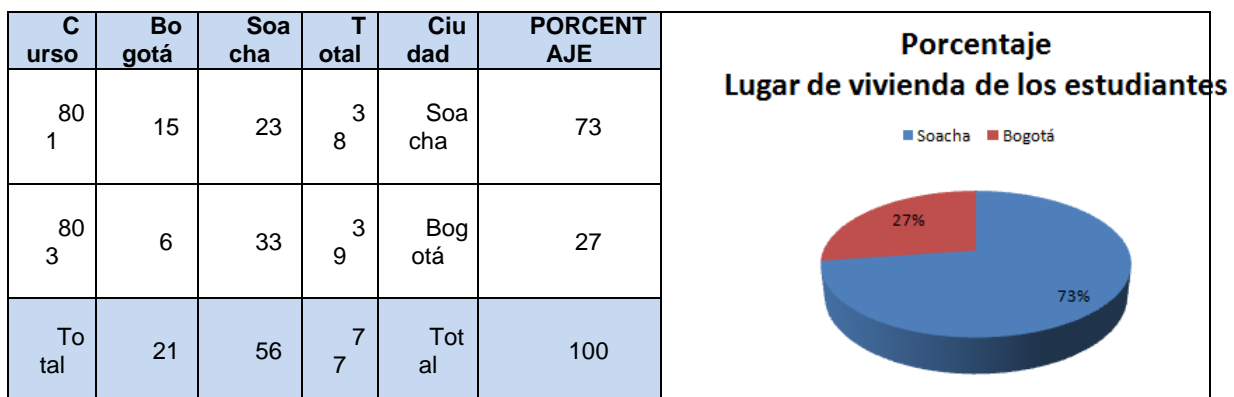 C Bo Soa T Ciu PORCENT
urso gotá cha otal dad AJE
80 15 23 3 Soa 73
1 8 cha
80 6 33 3 Bog 27
3 9 otá
To 21 56 7 Tot 100
tal 7 al
Porcentaje
Lugar de vivienda de los estudiantes
Soacha Bogotá
27%
73%